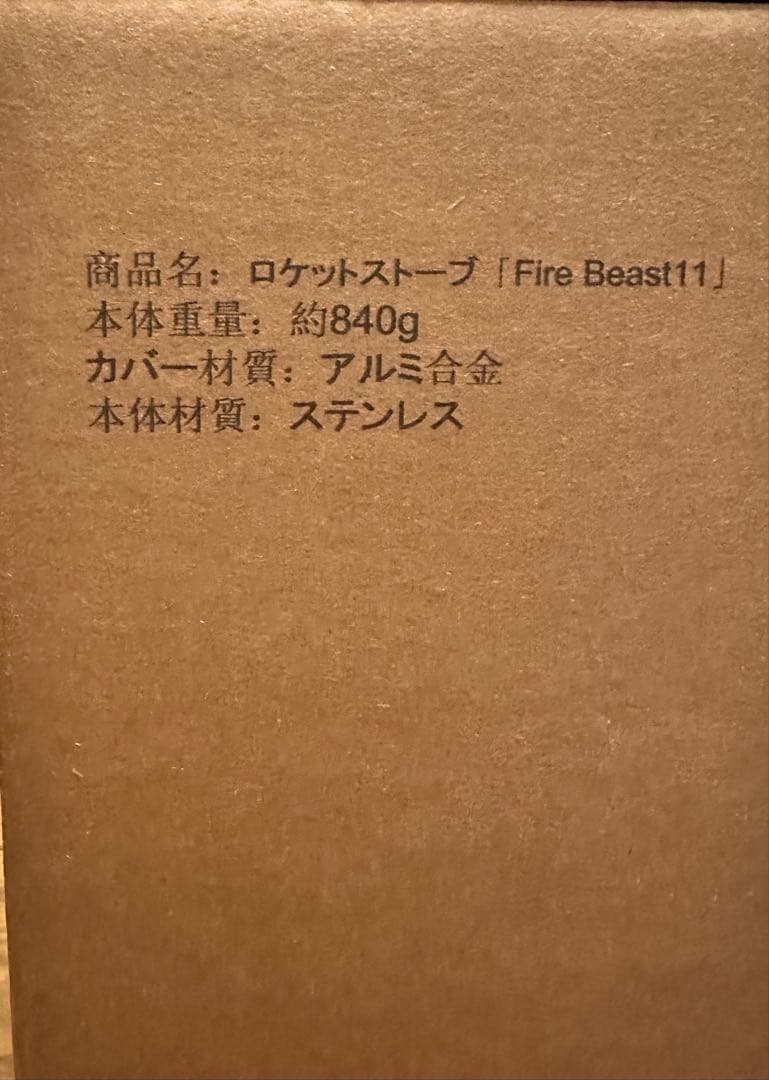 商品名：ロケットストーブ「Fire Beast11」
本体重量：約840g
カバー材質：アルミ合金
本体材質：ステンレス